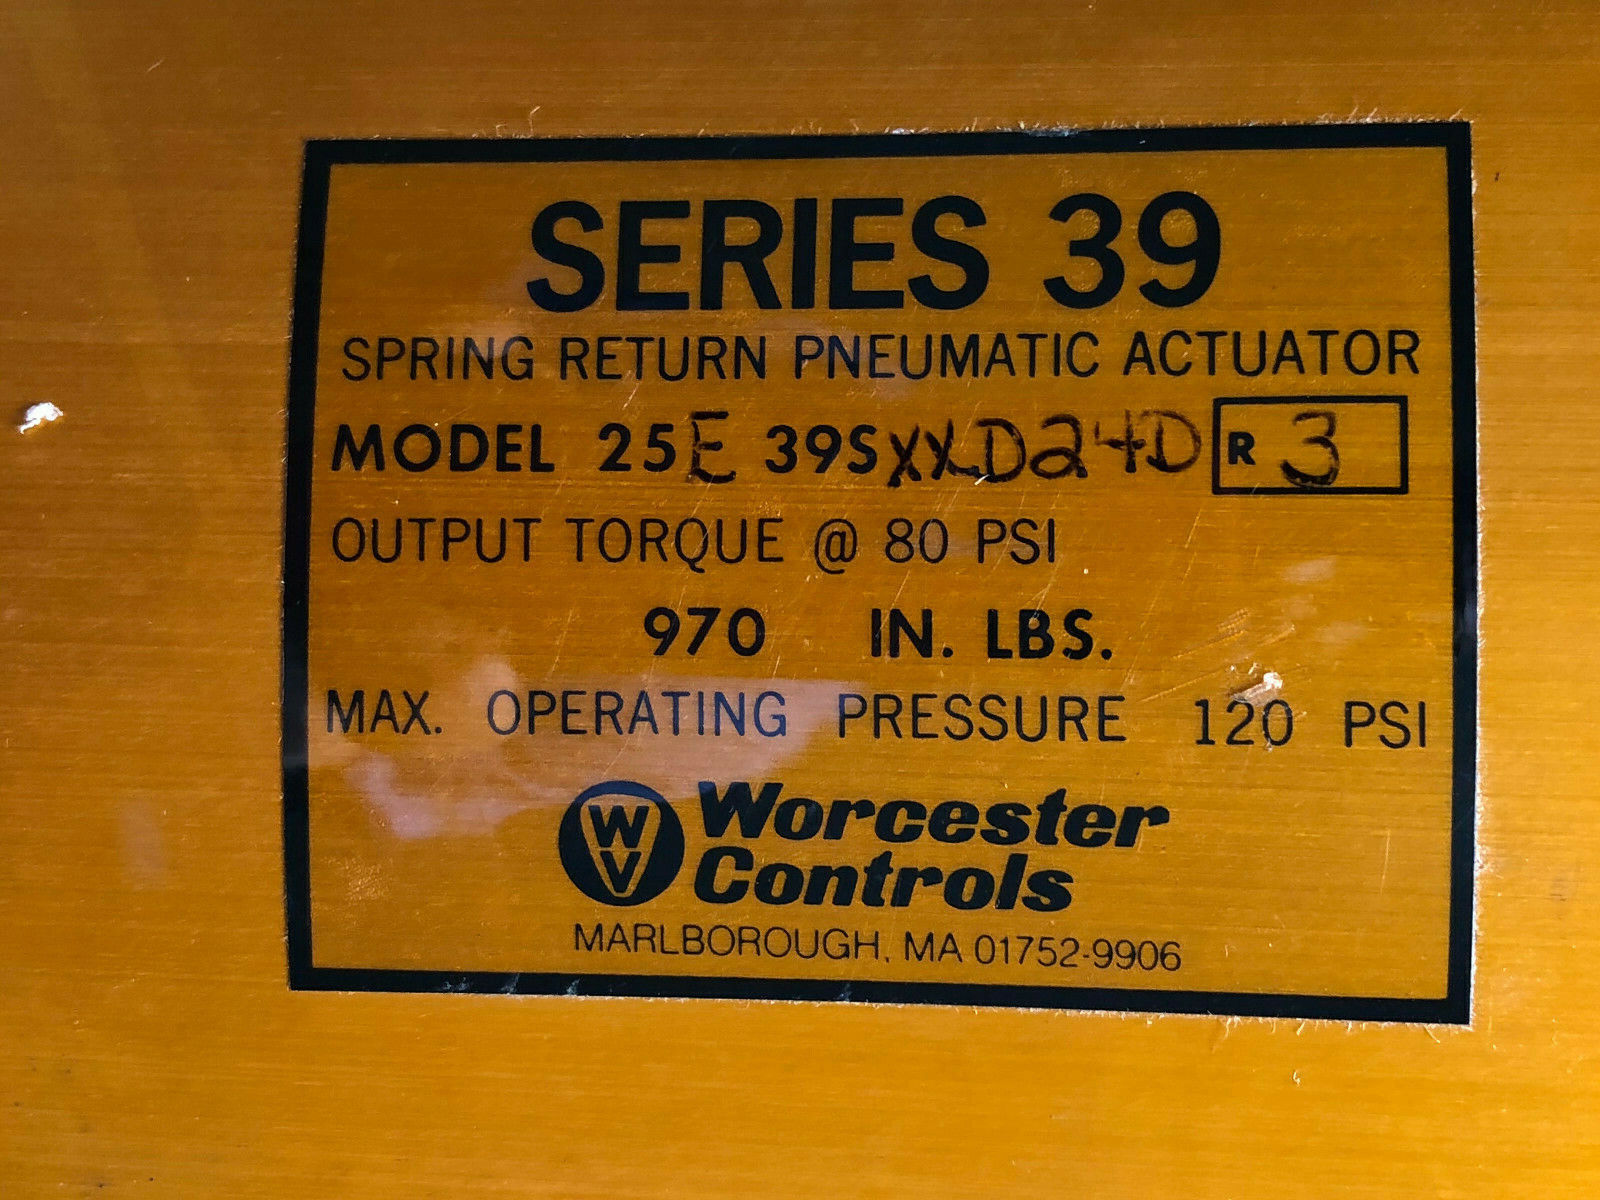 SERIES 39
SPRING RETURN PNEUMATIC ACTUATOR
MODEL 25E 39SXXD24D R 3
OUTPUT TORQUE @ 80 PSI
970 IN. LBS.
MAX. OPERATING PRESSURE 120 PSI
WV Worcester
Controls
MARLBOROUGH, MA 01752-9906